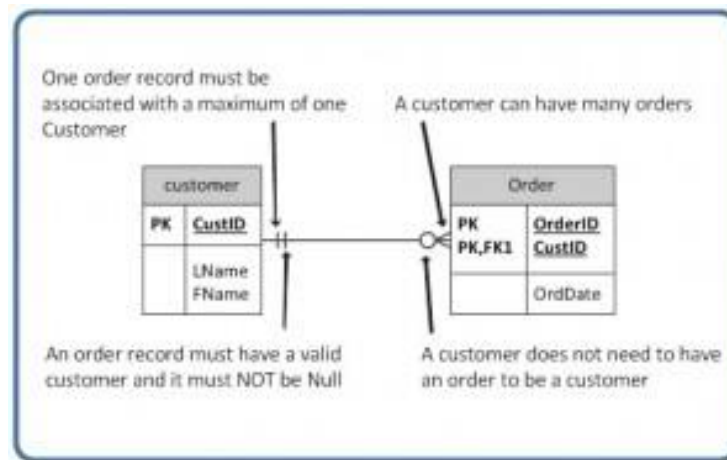 One order record must be
associated with a maximum of one
Customer
A customer can have many orders
customer
PK CustID
LName
FName
Order
PK OrderID
PK,FK1 CustID
OrdDate
An order record must have a valid
customer and it must NOT be Null
A customer does not need to have
an order to be a customer